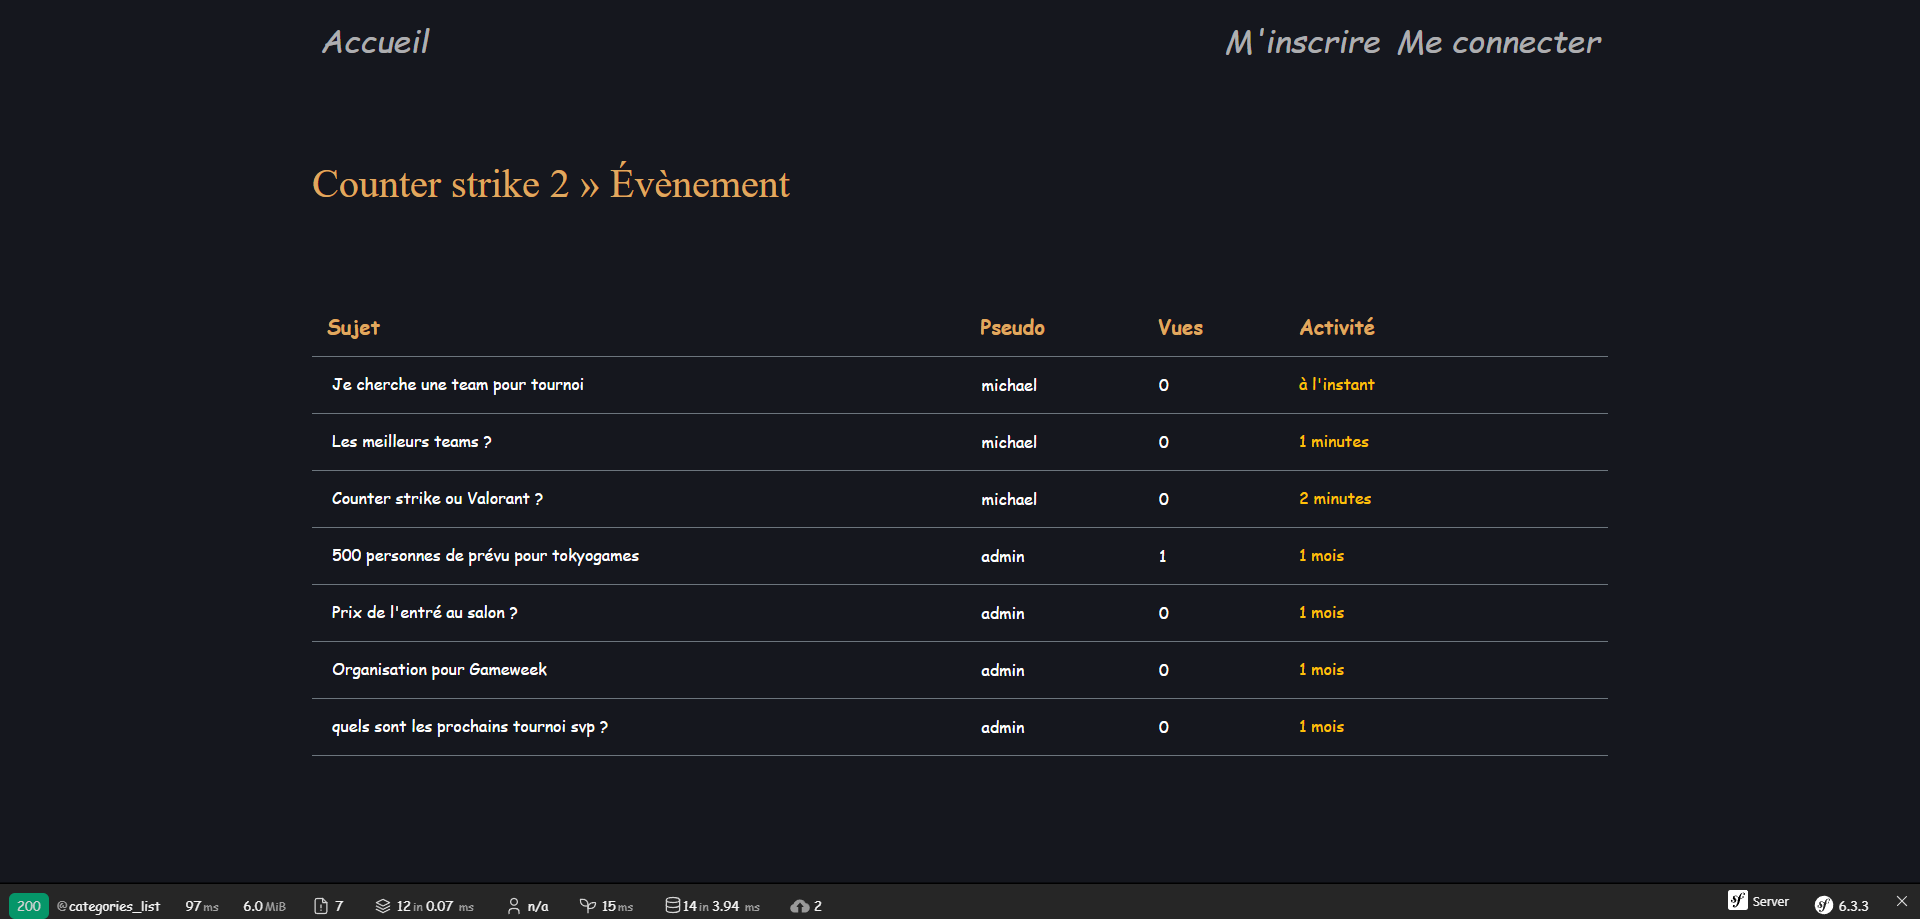 Accueil M'inscrire Me connecter
Counter strike 2 » Évènement
Sujet Pseudo Vues Activité
Je cherche une team pour tournoi michael 0 à l'instant
Les meilleurs teams ? michael 0 1 minutes
Counter strike ou Valorant ? michael 0 2 minutes
500 personnes de prévu pour tokyogames admin 1 1 mois
Prix de l'entré au salon ? admin 0 1 mois
Organisation pour Gameweek admin 0 1 mois
quels sont les prochains tournoi svp ? admin 0 1 mois
200 @categories_list 97 ms 6.0 MiB 7 12 in 0.07 ms n/a 15 ms 14 in 3.94 ms 2 sf Server sf 6.3.3